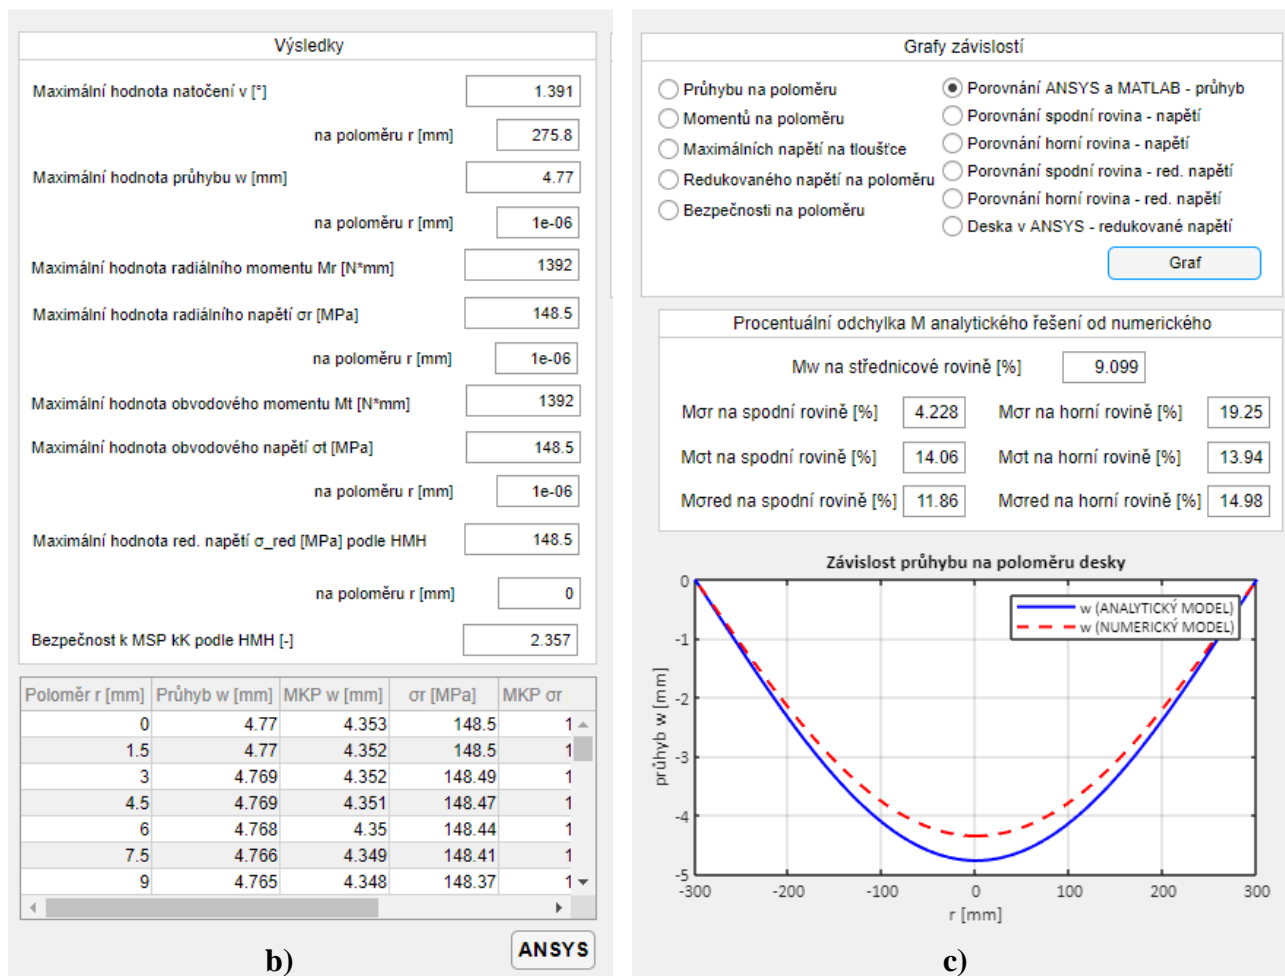 Výsledky
Maximální hodnota natočení v [°] 1.391
na poloměru r [mm] 275.8
Maximální hodnota průhybu w [mm] 4.77
na poloměru r [mm] 1e-06
Maximální hodnota radiálního momentu Mr [N*mm] 1392
Maximální hodnota radiálního napětí σr [MPa] 148.5
na poloměru r [mm] 1e-06
Maximální hodnota obvodového momentu Mt [N*mm] 1392
Maximální hodnota obvodového napětí σt [MPa] 148.5
na poloměru r [mm] 1e-06
Maximální hodnota red. napětí σ_red [MPa] podle HMH 148.5
na poloměru r [mm] 0
Bezpečnost k MSP kK podle HMH [-] 2.357
Poloměr r [mm] Průhyb w [mm] MKP w [mm] σr [MPa] MKP σr
0 4.77 4.353 148.5 1
1.5 4.77 4.352 148.5 1
3 4.769 4.352 148.49 1
4.5 4.769 4.351 148.47 1
6 4.768 4.35 148.44 1
7.5 4.766 4.349 148.41 1
9 4.765 4.348 148.37 1
ANSYS
b)
Grafy závislostí
Průhybu na poloměru
Momentů na poloměru
Maximálních napětí na tloušťce
Redukovaného napětí na poloměru
Bezpečnosti na poloměru
Porovnání ANSYS a MATLAB - průhyb
Porovnání spodní rovina - napětí
Porovnání horní rovina - napětí
Porovnání spodní rovina - red. napětí
Porovnání horní rovina - red. napětí
Deska v ANSYS - redukované napětí
Graf
Procentuální odchylka M analytického řešení od numerického
Mw na střednicové rovině [%] 9.099
Mσr na spodní rovině [%] 4.228 Mσr na horní rovině [%] 19.25
Mσt na spodní rovině [%] 14.06 Mσt na horní rovině [%] 13.94
Mσred na spodní rovině [%] 11.86 Mσred na horní rovině [%] 14.98
Závislost průhybu na poloměru desky
w (ANALYTICKÝ MODEL)
w (NUMERICKÝ MODEL)
průhyb w [mm]
0
-1
-2
-3
-4
-5
-300 -200 -100 0 100 200 300
r [mm]
c)